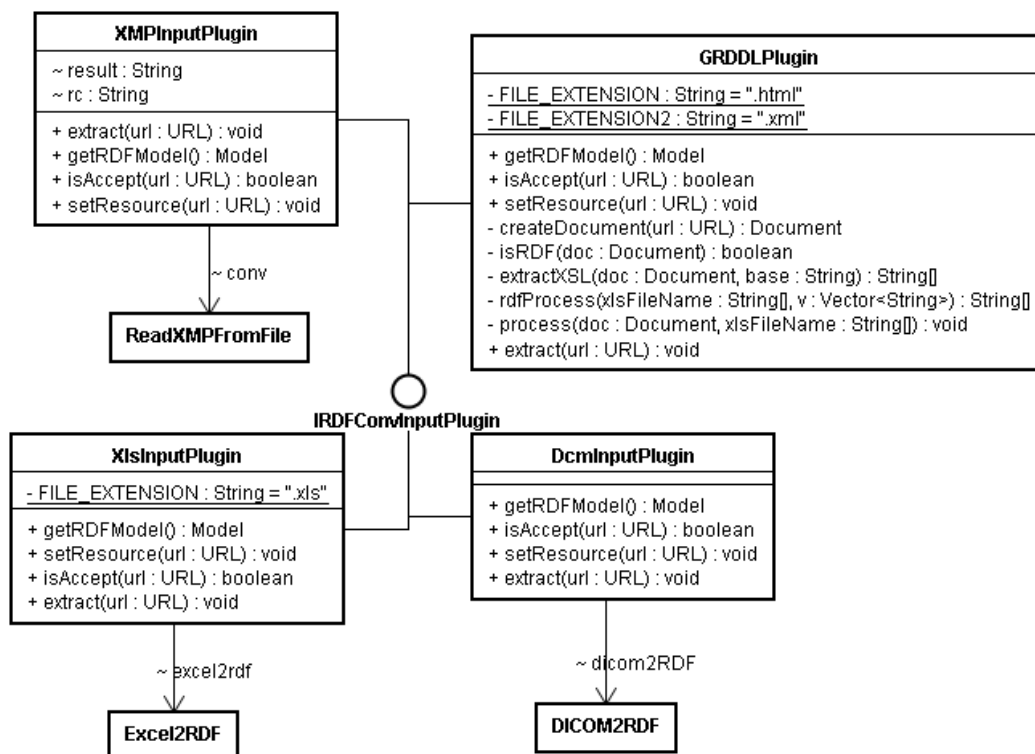 XMPInputPlugin
~ result : String
~ rc : String
+ extract(url : URL) : void
+ getRDFModel() : Model
+ isAccept(url : URL) : boolean
+ setResource(url : URL) : void
~ conv
ReadXMPFromFile
GRDDLPlugin
- FILE_EXTENSION : String = ".html"
- FILE_EXTENSION2 : String = ".xml"
+ getRDFModel() : Model
+ isAccept(url : URL) : boolean
+ setResource(url : URL) : void
- createDocument(url : URL) : Document
- isRDF(doc : Document) : boolean
- extractXSL(doc : Document, base : String) : String[]
- rdfProcess(xlsFileName : String[], v : Vector<String>) : String[]
- process(doc : Document, xlsFileName : String[]) : void
+ extract(url : URL) : void
IRDFConvInputPlugin
XlsInputPlugin
- FILE_EXTENSION : String = ".xls"
+ getRDFModel() : Model
+ setResource(url : URL) : void
+ isAccept(url : URL) : boolean
+ extract(url : URL) : void
~ excel2rdf
Excel2RDF
DcmInputPlugin
+ getRDFModel() : Model
+ isAccept(url : URL) : boolean
+ setResource(url : URL) : void
+ extract(url : URL) : void
~ dicom2RDF
DICOM2RDF